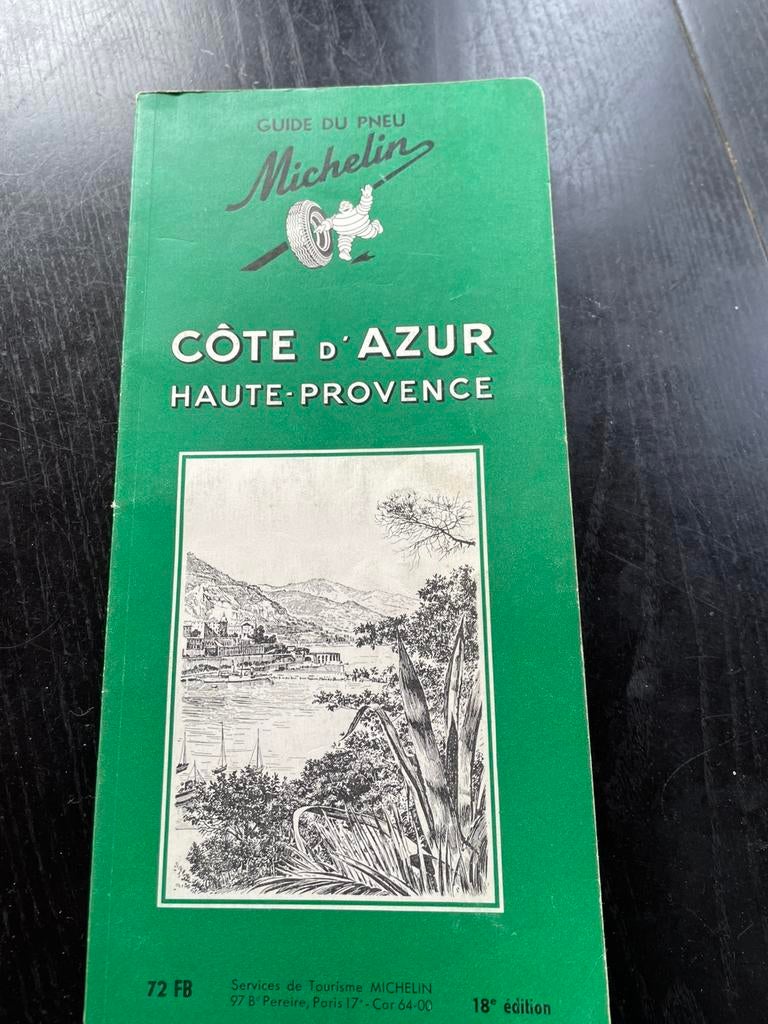 GUIDE DU PNEU
Michelin
CÔTE D'AZUR
HAUTE-PROVENCE
72 FB
Services de Tourisme MICHELIN
97 Bd Pereire, Paris 17e - Car 64-00
18e édition